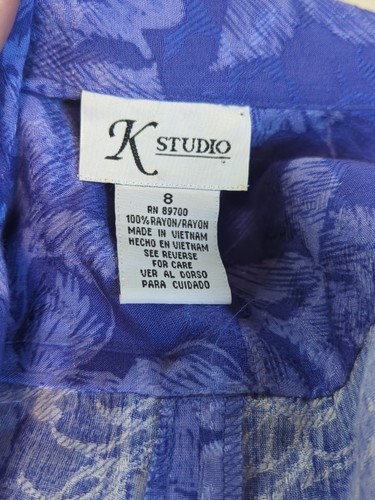 K STUDIO
8
RN 89700
100% RAYON/RAYON
MADE IN VIETNAM
HECHO EN VIETNAM
SEE REVERSE
FOR CARE
VER AL DORSO
PARA CUIDADO